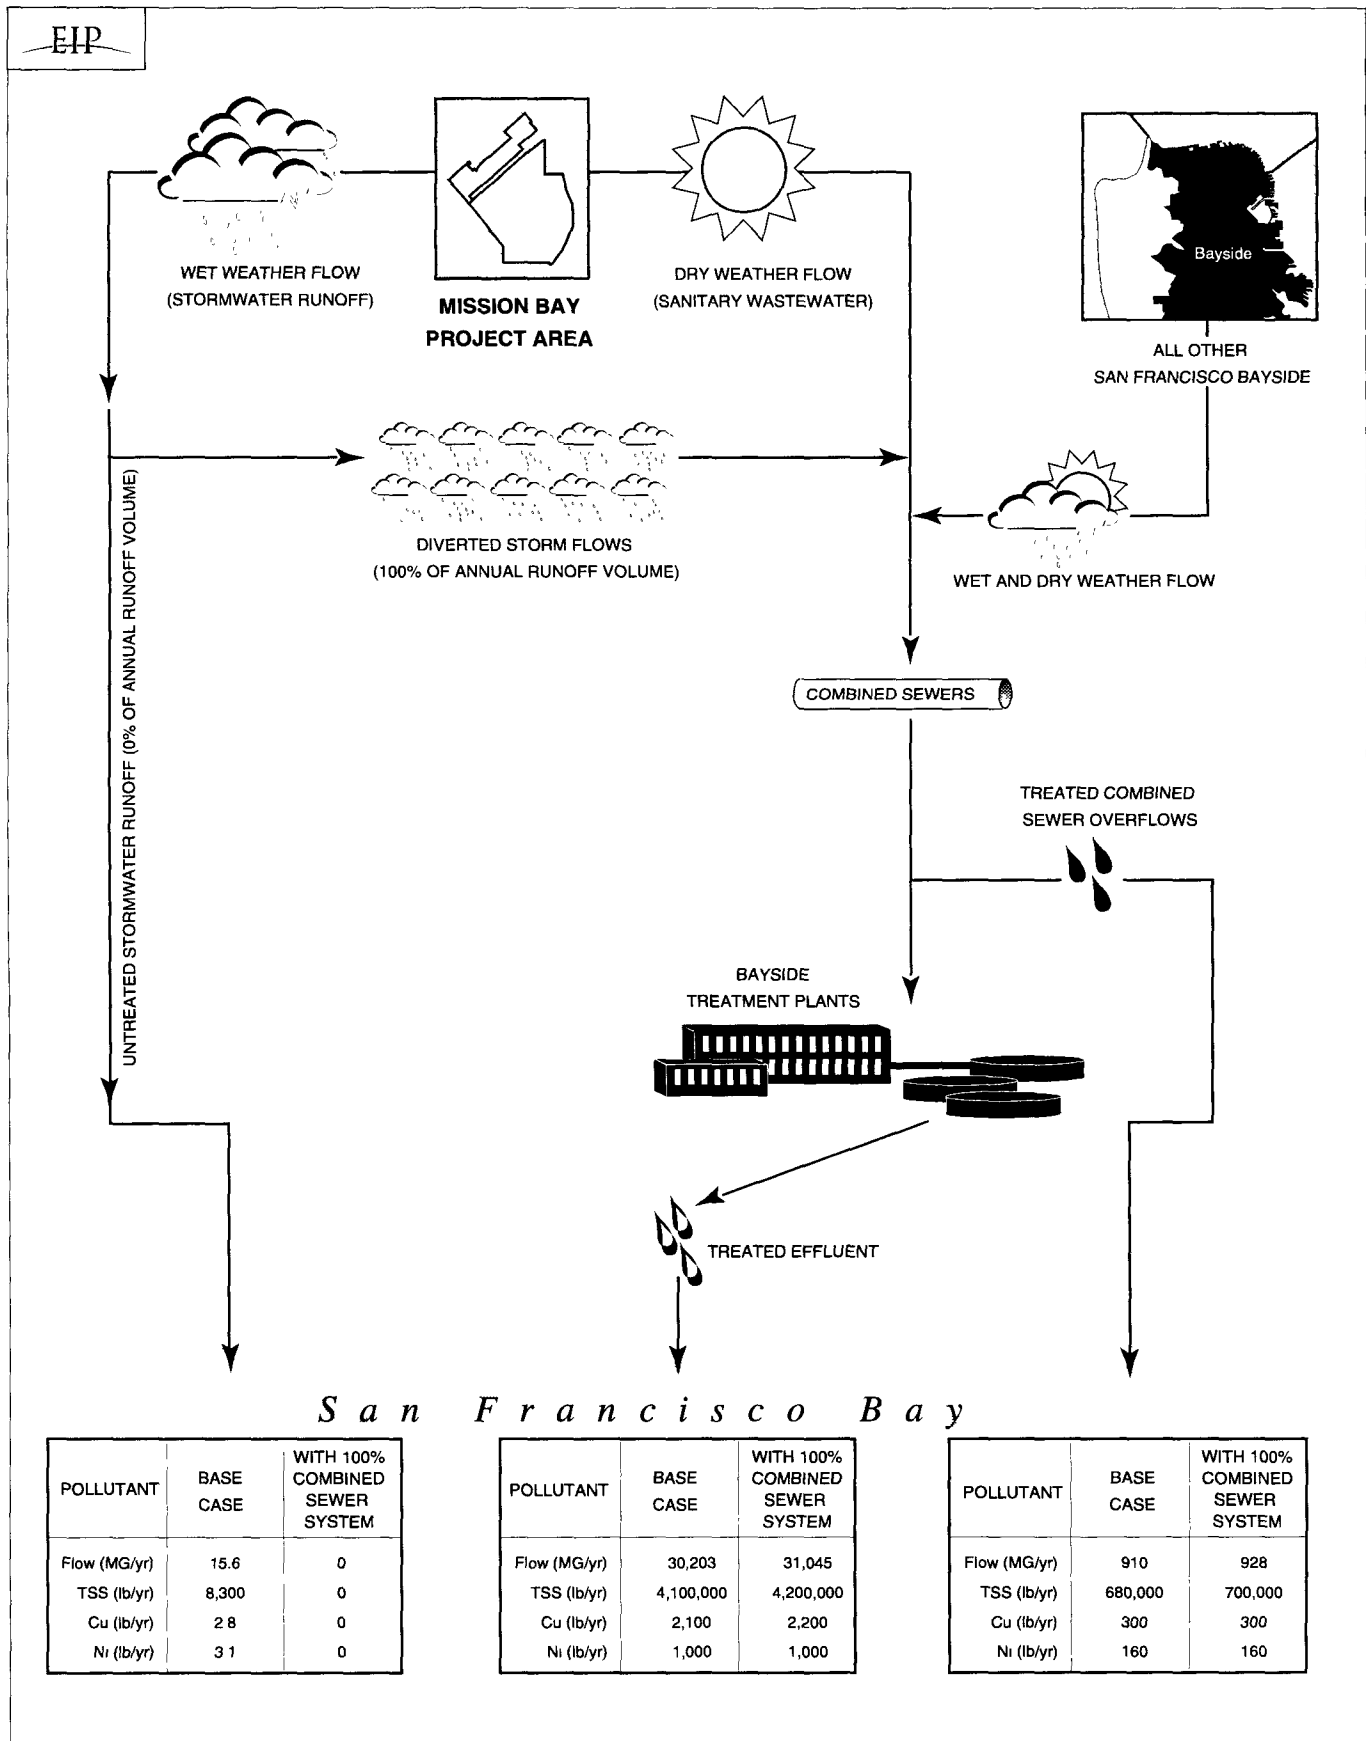 EIP
WET WEATHER FLOW
(STORMWATER RUNOFF)
MISSION BAY
PROJECT AREA
DRY WEATHER FLOW
(SANITARY WASTEWATER)
Bayside
ALL OTHER
SAN FRANCISCO BAYSIDE
DIVERTED STORM FLOWS
(100% OF ANNUAL RUNOFF VOLUME)
WET AND DRY WEATHER FLOW
UNTREATED STORMWATER RUNOFF (0% OF ANNUAL RUNOFF VOLUME)
COMBINED SEWERS
TREATED COMBINED
SEWER OVERFLOWS
BAYSIDE
TREATMENT PLANTS
TREATED EFFLUENT
San Francisco Bay
POLLUTANT
BASE
CASE
WITH 100%
COMBINED
SEWER
SYSTEM
Flow (MG/yr) 15.6 0
TSS (lb/yr) 8,300 0
Cu (lb/yr) 2 8 0
Ni (lb/yr) 3 1 0
POLLUTANT
BASE
CASE
WITH 100%
COMBINED
SEWER
SYSTEM
Flow (MG/yr) 30,203 31,045
TSS (lb/yr) 4,100,000 4,200,000
Cu (lb/yr) 2,100 2,200
Ni (lb/yr) 1,000 1,000
POLLUTANT
BASE
CASE
WITH 100%
COMBINED
SEWER
SYSTEM
Flow (MG/yr) 910 928
TSS (lb/yr) 680,000 700,000
Cu (lb/yr) 300 300
Ni (lb/yr) 160 160